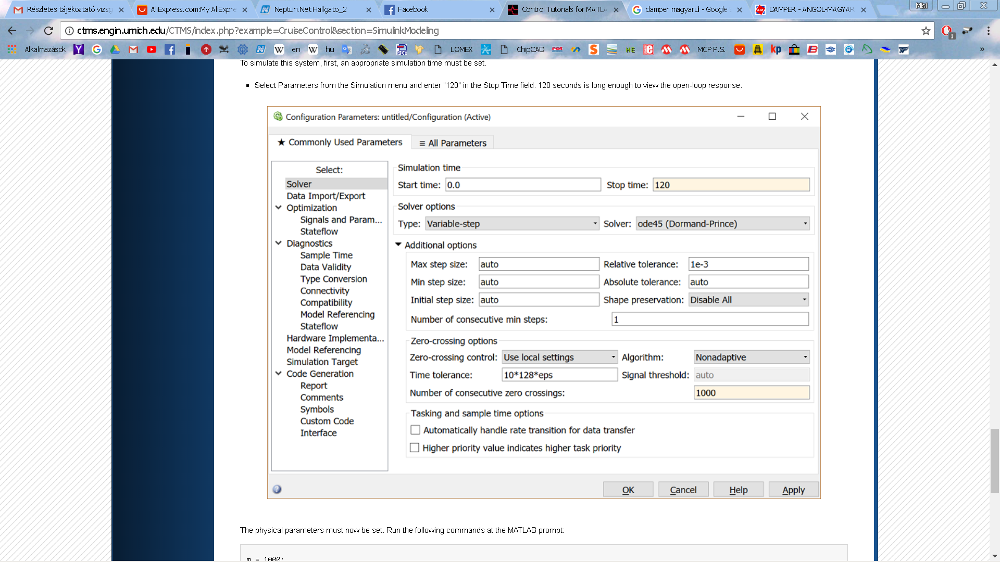 Részletes tájékoztató vizsg
AliExpress.com:My AliExpre
Neptun.Net Hallgato_2
Facebook
Control Tutorials for MATLA
damper magyarul - Google S
DAMPER - ANGOL-MAGYAR
Misi
ctms.engin.umich.edu/CTMS/index.php?example=CruiseControl&section=SimulinkModeling
1
Alkalmazások
en
hu
PDF
LOMEX
ChipCAD
HE
kp
MCP P.S.
»
To simulate this system, first, an appropriate simulation time must be set.
Select Parameters from the Simulation menu and enter "120" in the Stop Time field. 120 seconds is long enough to view the open-loop response.
Configuration Parameters: untitled/Configuration (Active)
★ Commonly Used Parameters
≡ All Parameters
Select:
Solver
Data Import/Export
Optimization
Signals and Param...
Stateflow
Diagnostics
Sample Time
Data Validity
Type Conversion
Connectivity
Compatibility
Model Referencing
Stateflow
Hardware Implementa...
Model Referencing
Simulation Target
Code Generation
Report
Comments
Symbols
Custom Code
Interface
Simulation time
Start time: 0.0
Stop time: 120
Solver options
Type: Variable-step
Solver: ode45 (Dormand-Prince)
Additional options
Max step size: auto
Relative tolerance: 1e-3
Min step size: auto
Absolute tolerance: auto
Initial step size: auto
Shape preservation: Disable All
Number of consecutive min steps: 1
Zero-crossing options
Zero-crossing control: Use local settings
Algorithm: Nonadaptive
Time tolerance: 10*128*eps
Signal threshold: auto
Number of consecutive zero crossings: 1000
Tasking and sample time options
Automatically handle rate transition for data transfer
Higher priority value indicates higher task priority
OK
Cancel
Help
Apply
The physical parameters must now be set. Run the following commands at the MATLAB prompt:
m = 1000;